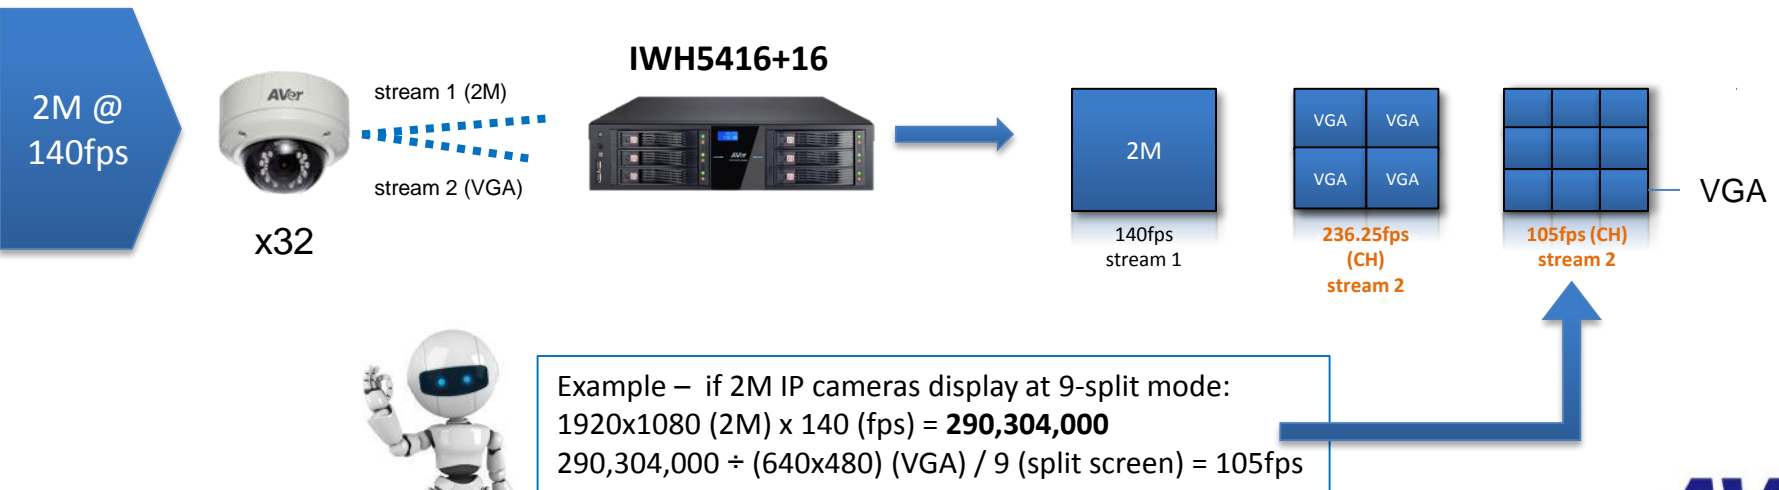 2M @
140fps
AVer
x32
stream 1 (2M)
stream 2 (VGA)
IWH5416+16
AVer
2M
140fps
stream 1
VGA VGA
VGA VGA
236.25fps
(CH)
stream 2
105fps (CH)
stream 2
VGA
Example – if 2M IP cameras display at 9-split mode:
1920x1080 (2M) x 140 (fps) = 290,304,000
290,304,000 ÷ (640x480) (VGA) / 9 (split screen) = 105fps